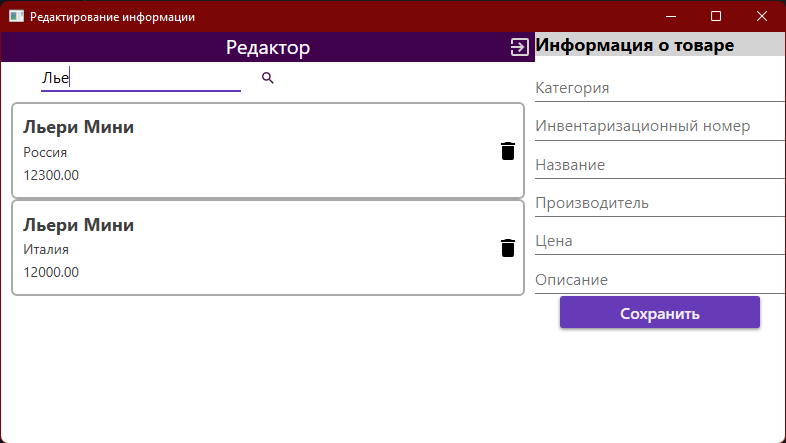 Редактирование информации
Редактор
Лье
Льери Мини
Россия
12300.00
Льери Мини
Италия
12000.00
Информация о товаре
Категория
Инвентаризационный номер
Название
Производитель
Цена
Описание
Сохранить